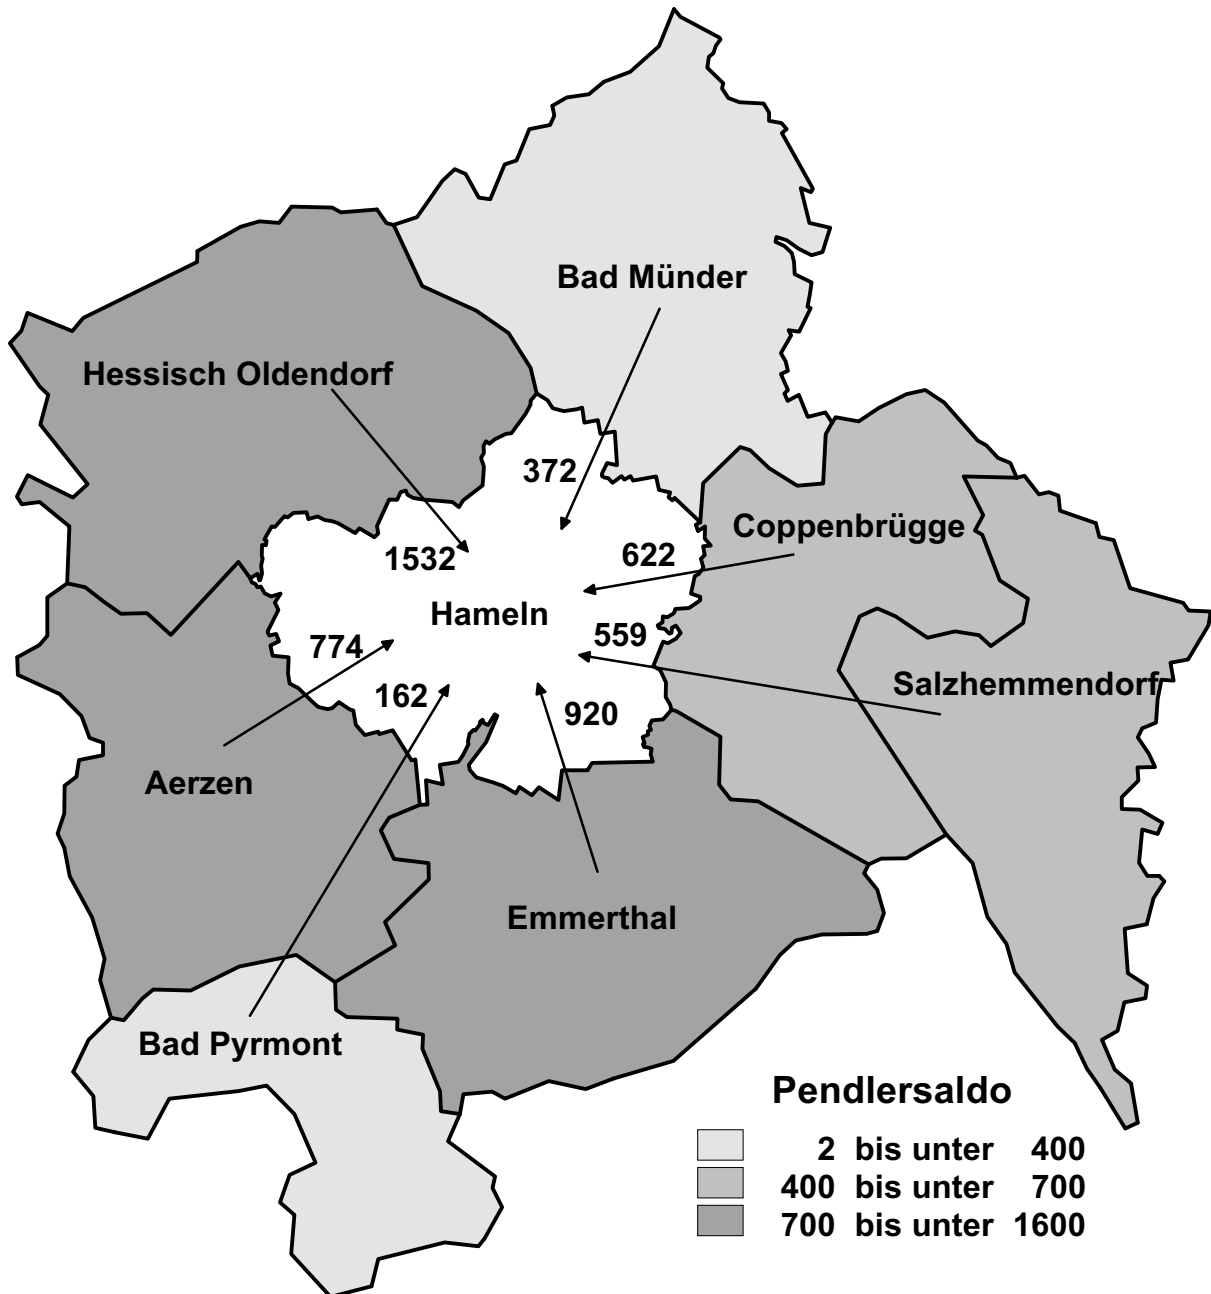 Bad Münder
Hessisch Oldendorf
372
Coppenbrügge
1532
622
Hameln
774
559
162
920
Salzhemmendorf
Aerzen
Emmerthal
Bad Pyrmont
Pendlersaldo
2 bis unter 400
400 bis unter 700
700 bis unter 1600